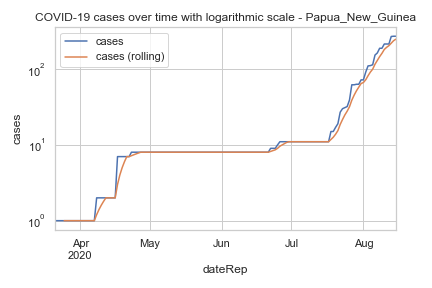 COVID-19 cases over time with logarithmic scale - Papua_New_Guinea
cases
cases (rolling)
10²
10¹
10⁰
cases
Apr May Jun Jul Aug
2020
dateRep